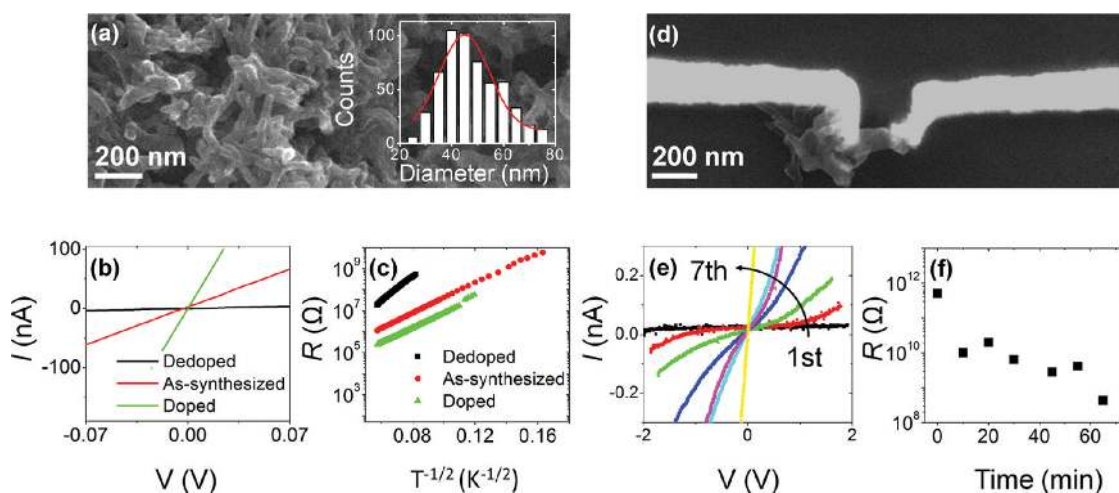 (a)
200 nm
Counts
100
50
0
20 40 60 80
Diameter (nm)
(d)
200 nm
(b)
I (nA)
100
0
-100
Dedoped
As-synthesized
Doped
-0.07 0.00 0.07
V (V)
(c)
R (Ω)
10⁹
10⁷
10⁵
10³
Dedoped
As-synthesized
Doped
0.08 0.12 0.16
T⁻¹/² (K⁻¹/²)
(e)
I (nA)
0.2
0.0
-0.2
7th
1st
-2 0 2
V (V)
(f)
R (Ω)
10¹²
10¹⁰
10⁸
0 20 40 60
Time (min)